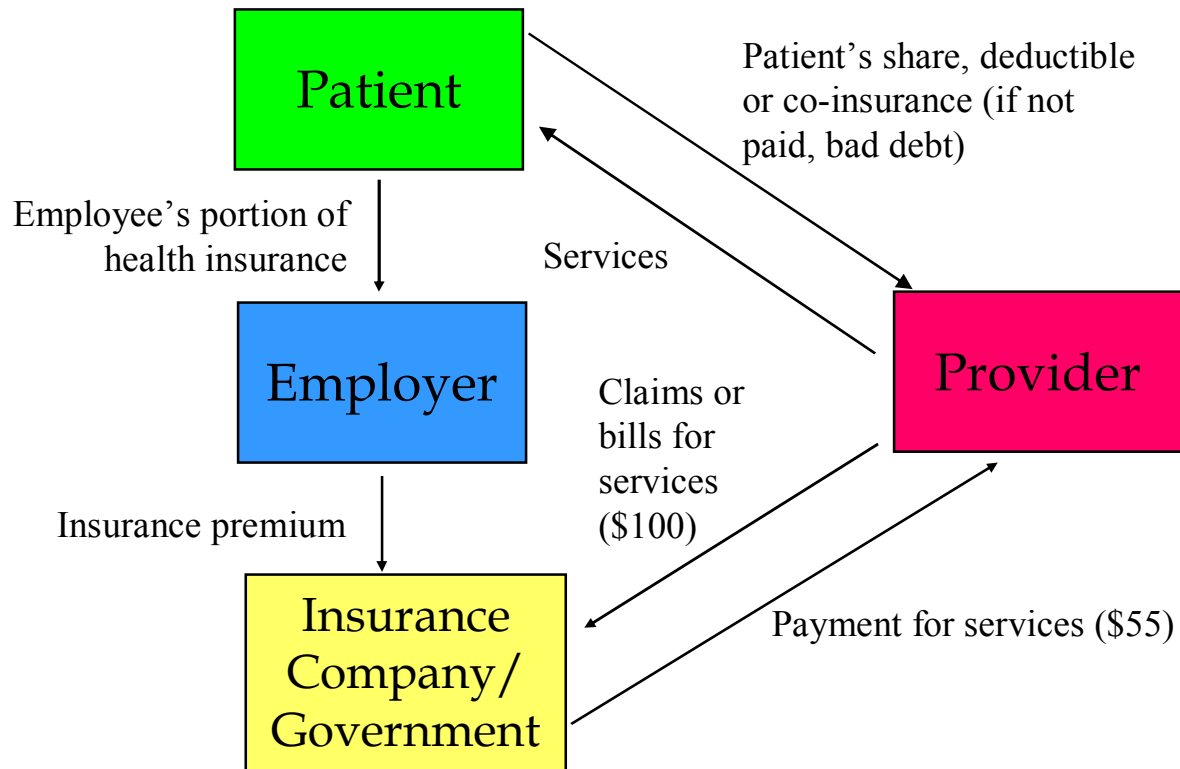 Patient
Patient’s share, deductible
or co-insurance (if not
paid, bad debt)
Employee’s portion of
health insurance
Services
Employer
Provider
Claims or
bills for
services
($100)
Insurance premium
Insurance
Company/
Government
Payment for services ($55)